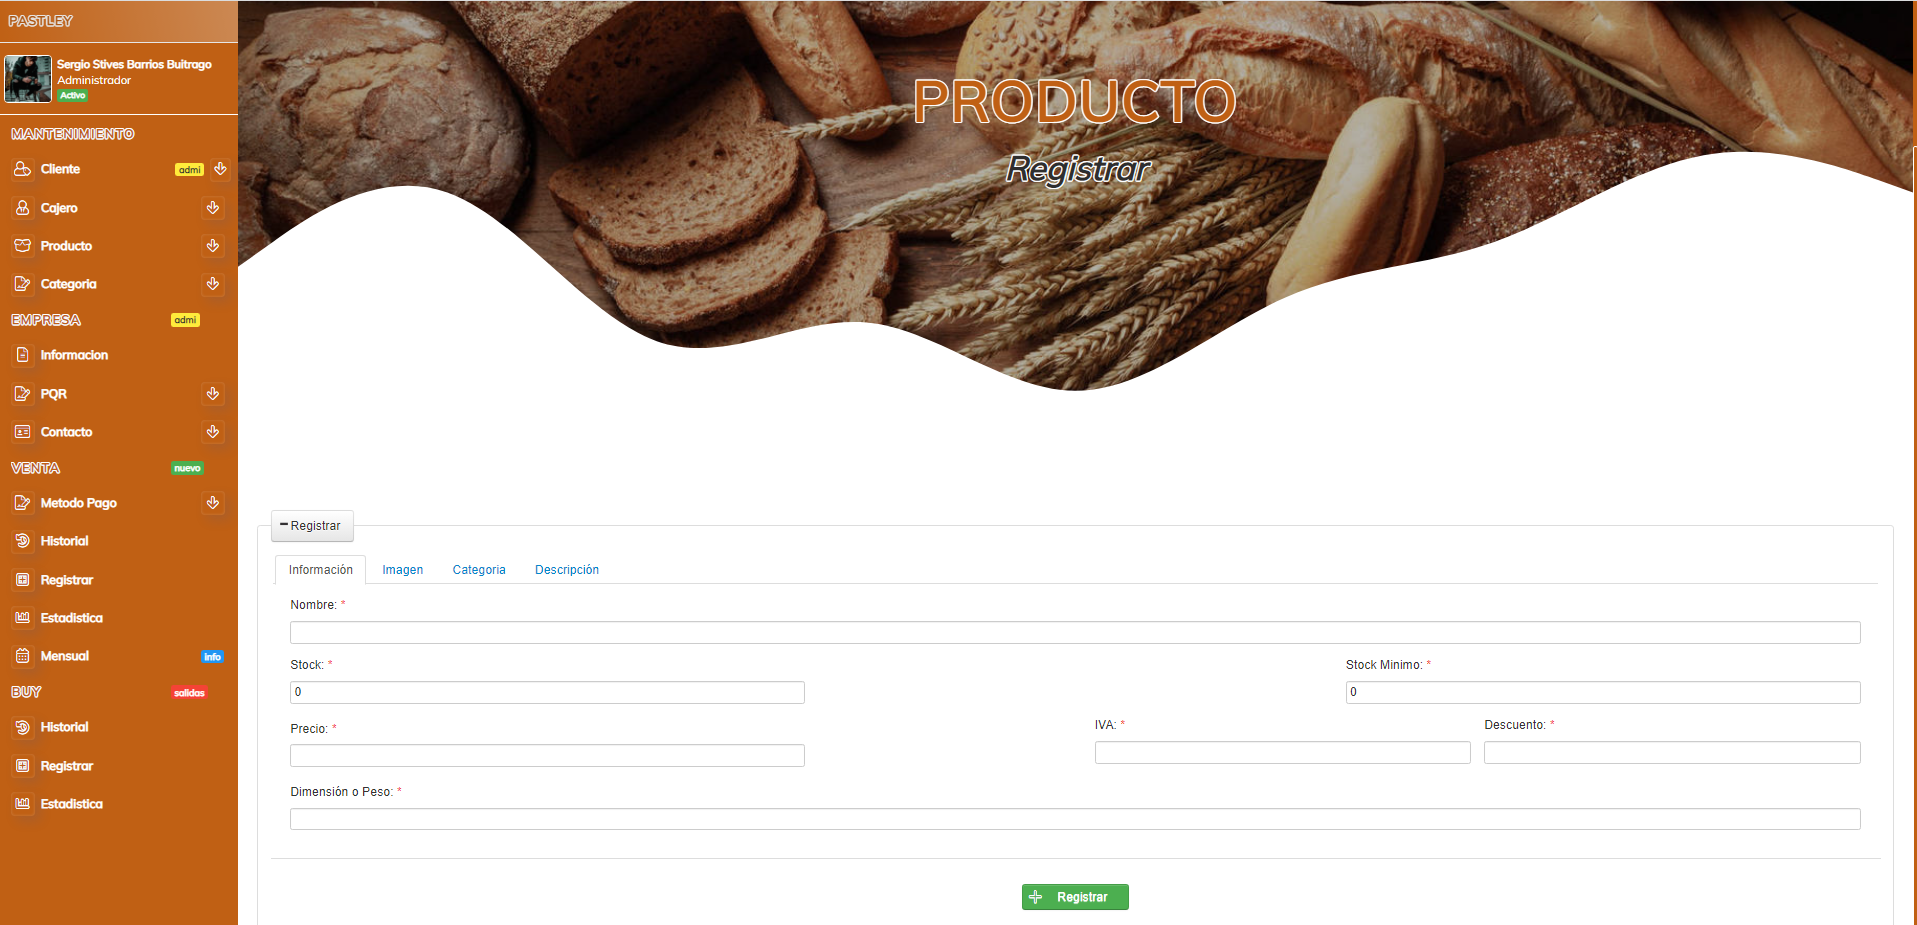 PASTLEY
Sergio Stives Barrios Buitrago
Administrador
Activo
MANTENIMIENTO
Cliente admi
Cajero
Producto
Categoria
EMPRESA admi
Informacion
PQR
Contacto
VENTA nuevo
Metodo Pago
Historial
Registrar
Estadistica
Mensual info
BUY salidas
Historial
Registrar
Estadistica
PRODUCTO
Registrar
Registrar
Información Imagen Categoria Descripción
Nombre: *
Stock: * Stock Minimo: *
0 0
Precio: * IVA: * Descuento: *
Dimensión o Peso: *
Registrar